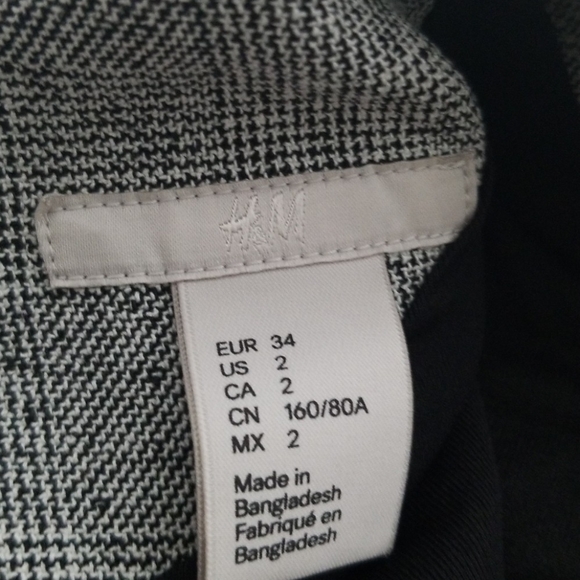 H&M
EUR 34
US 2
CA 2
CN 160/80A
MX 2
Made in
Bangladesh
Fabriqué en
Bangladesh